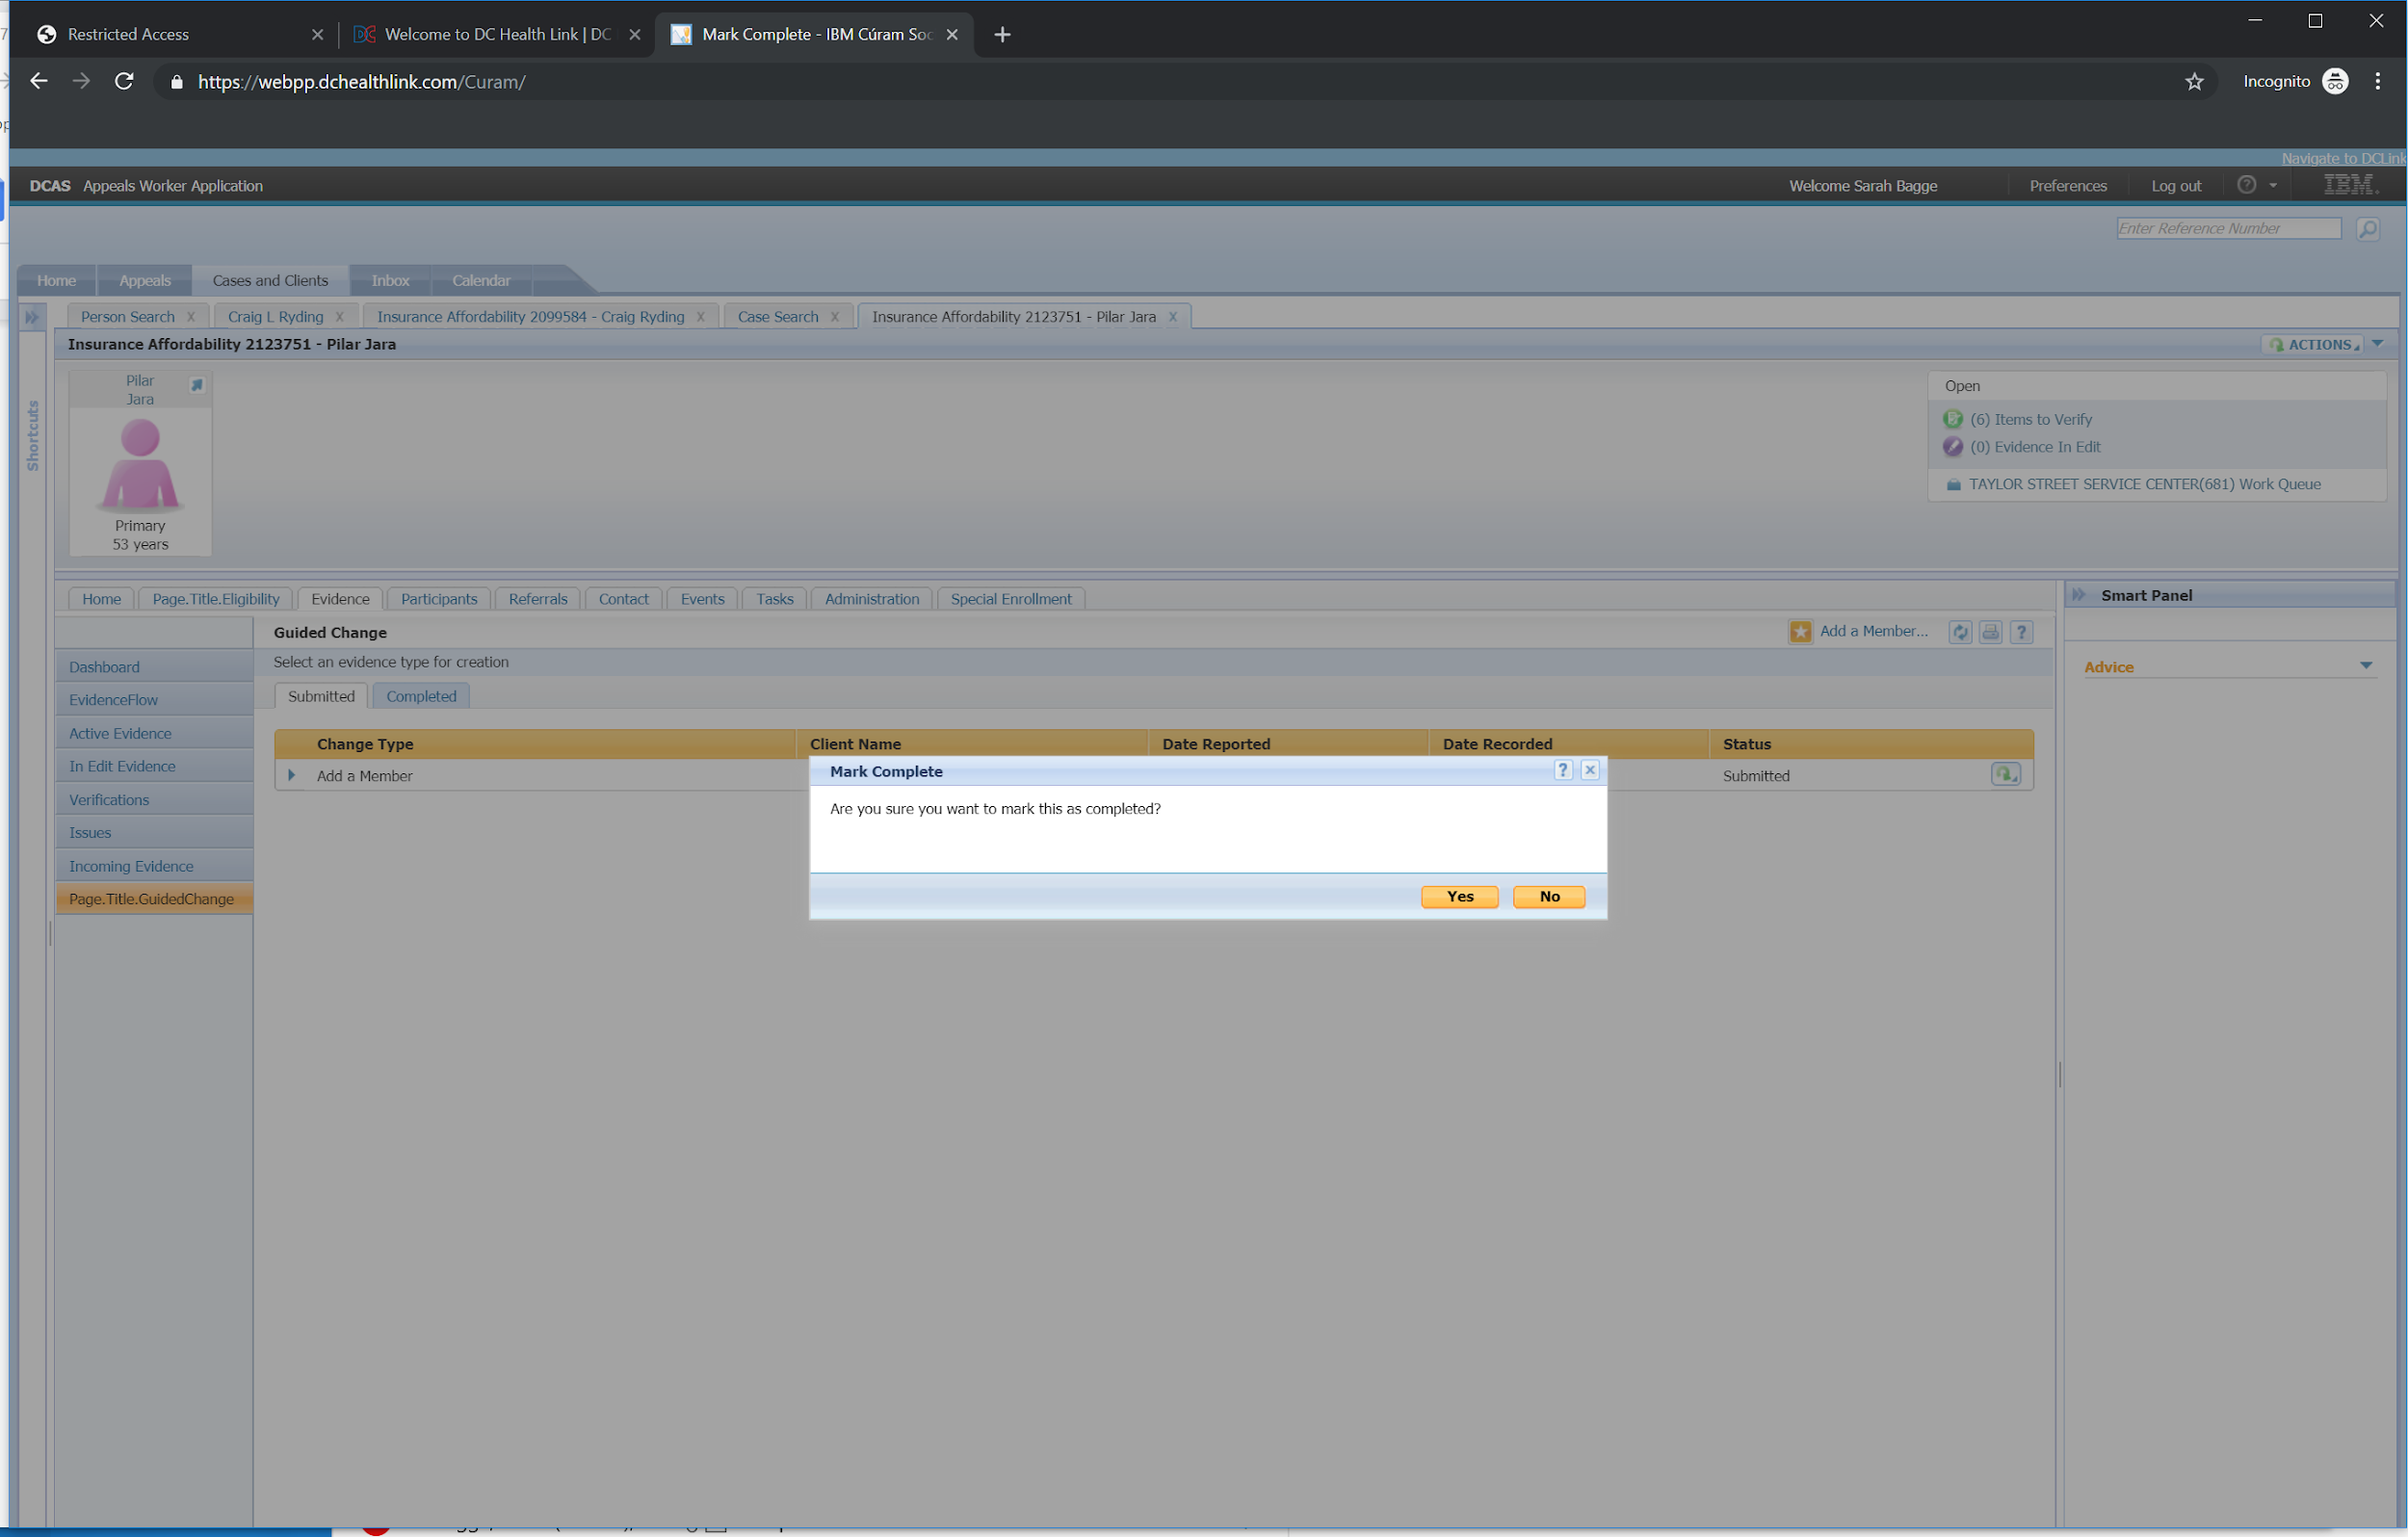 Restricted Access
Welcome to DC Health Link | DC
Mark Complete - IBM Cúram Soc
https://webpp.dchealthlink.com/Curam/
Incognito
Navigate to DCLink
DCAS Appeals Worker Application
Welcome Sarah Bagge
Preferences
Log out
IBM
Enter Reference Number
Home
Appeals
Cases and Clients
Inbox
Calendar
Person Search X
Craig L Ryding X
Insurance Affordability 2099584 - Craig Ryding X
Case Search X
Insurance Affordability 2123751 - Pilar Jara X
Insurance Affordability 2123751 - Pilar Jara
ACTIONS
Shortcuts
Pilar
Jara
Primary
53 years
Open
(6) Items to Verify
(0) Evidence In Edit
TAYLOR STREET SERVICE CENTER(681) Work Queue
Home
Page.Title.Eligibility
Evidence
Participants
Referrals
Contact
Events
Tasks
Administration
Special Enrollment
Smart Panel
Advice
Guided Change
Add a Member...
?
Select an evidence type for creation
Dashboard
EvidenceFlow
Active Evidence
In Edit Evidence
Verifications
Issues
Incoming Evidence
Page.Title.GuidedChange
Submitted
Completed
Change Type
Client Name
Date Reported
Date Recorded
Status
Add a Member
Submitted
Mark Complete
?
Are you sure you want to mark this as completed?
Yes
No